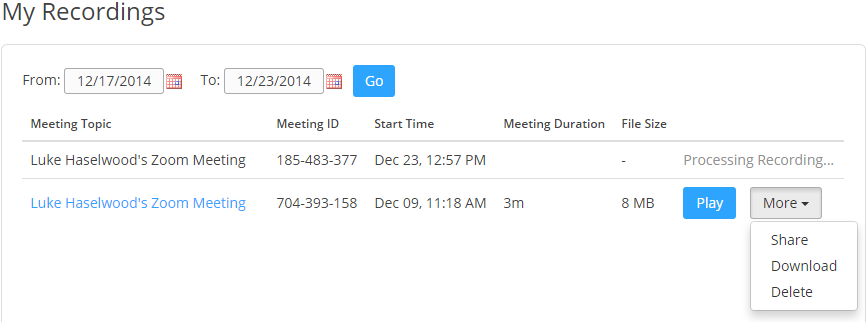 My Recordings
From: 12/17/2014 To: 12/23/2014 Go
Meeting Topic Meeting ID Start Time Meeting Duration File Size
Luke Haselwood's Zoom Meeting 185-483-377 Dec 23, 12:57 PM - Processing Recording...
Luke Haselwood's Zoom Meeting 704-393-158 Dec 09, 11:18 AM 3m 8 MB Play More
Share
Download
Delete